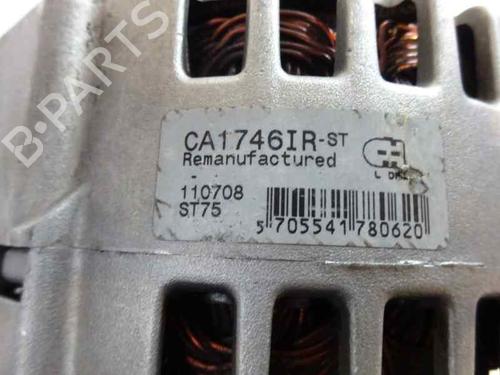 CA1746IR-ST
Remanufactured
-
110708
ST75
5 705541 780620
B-PARTS